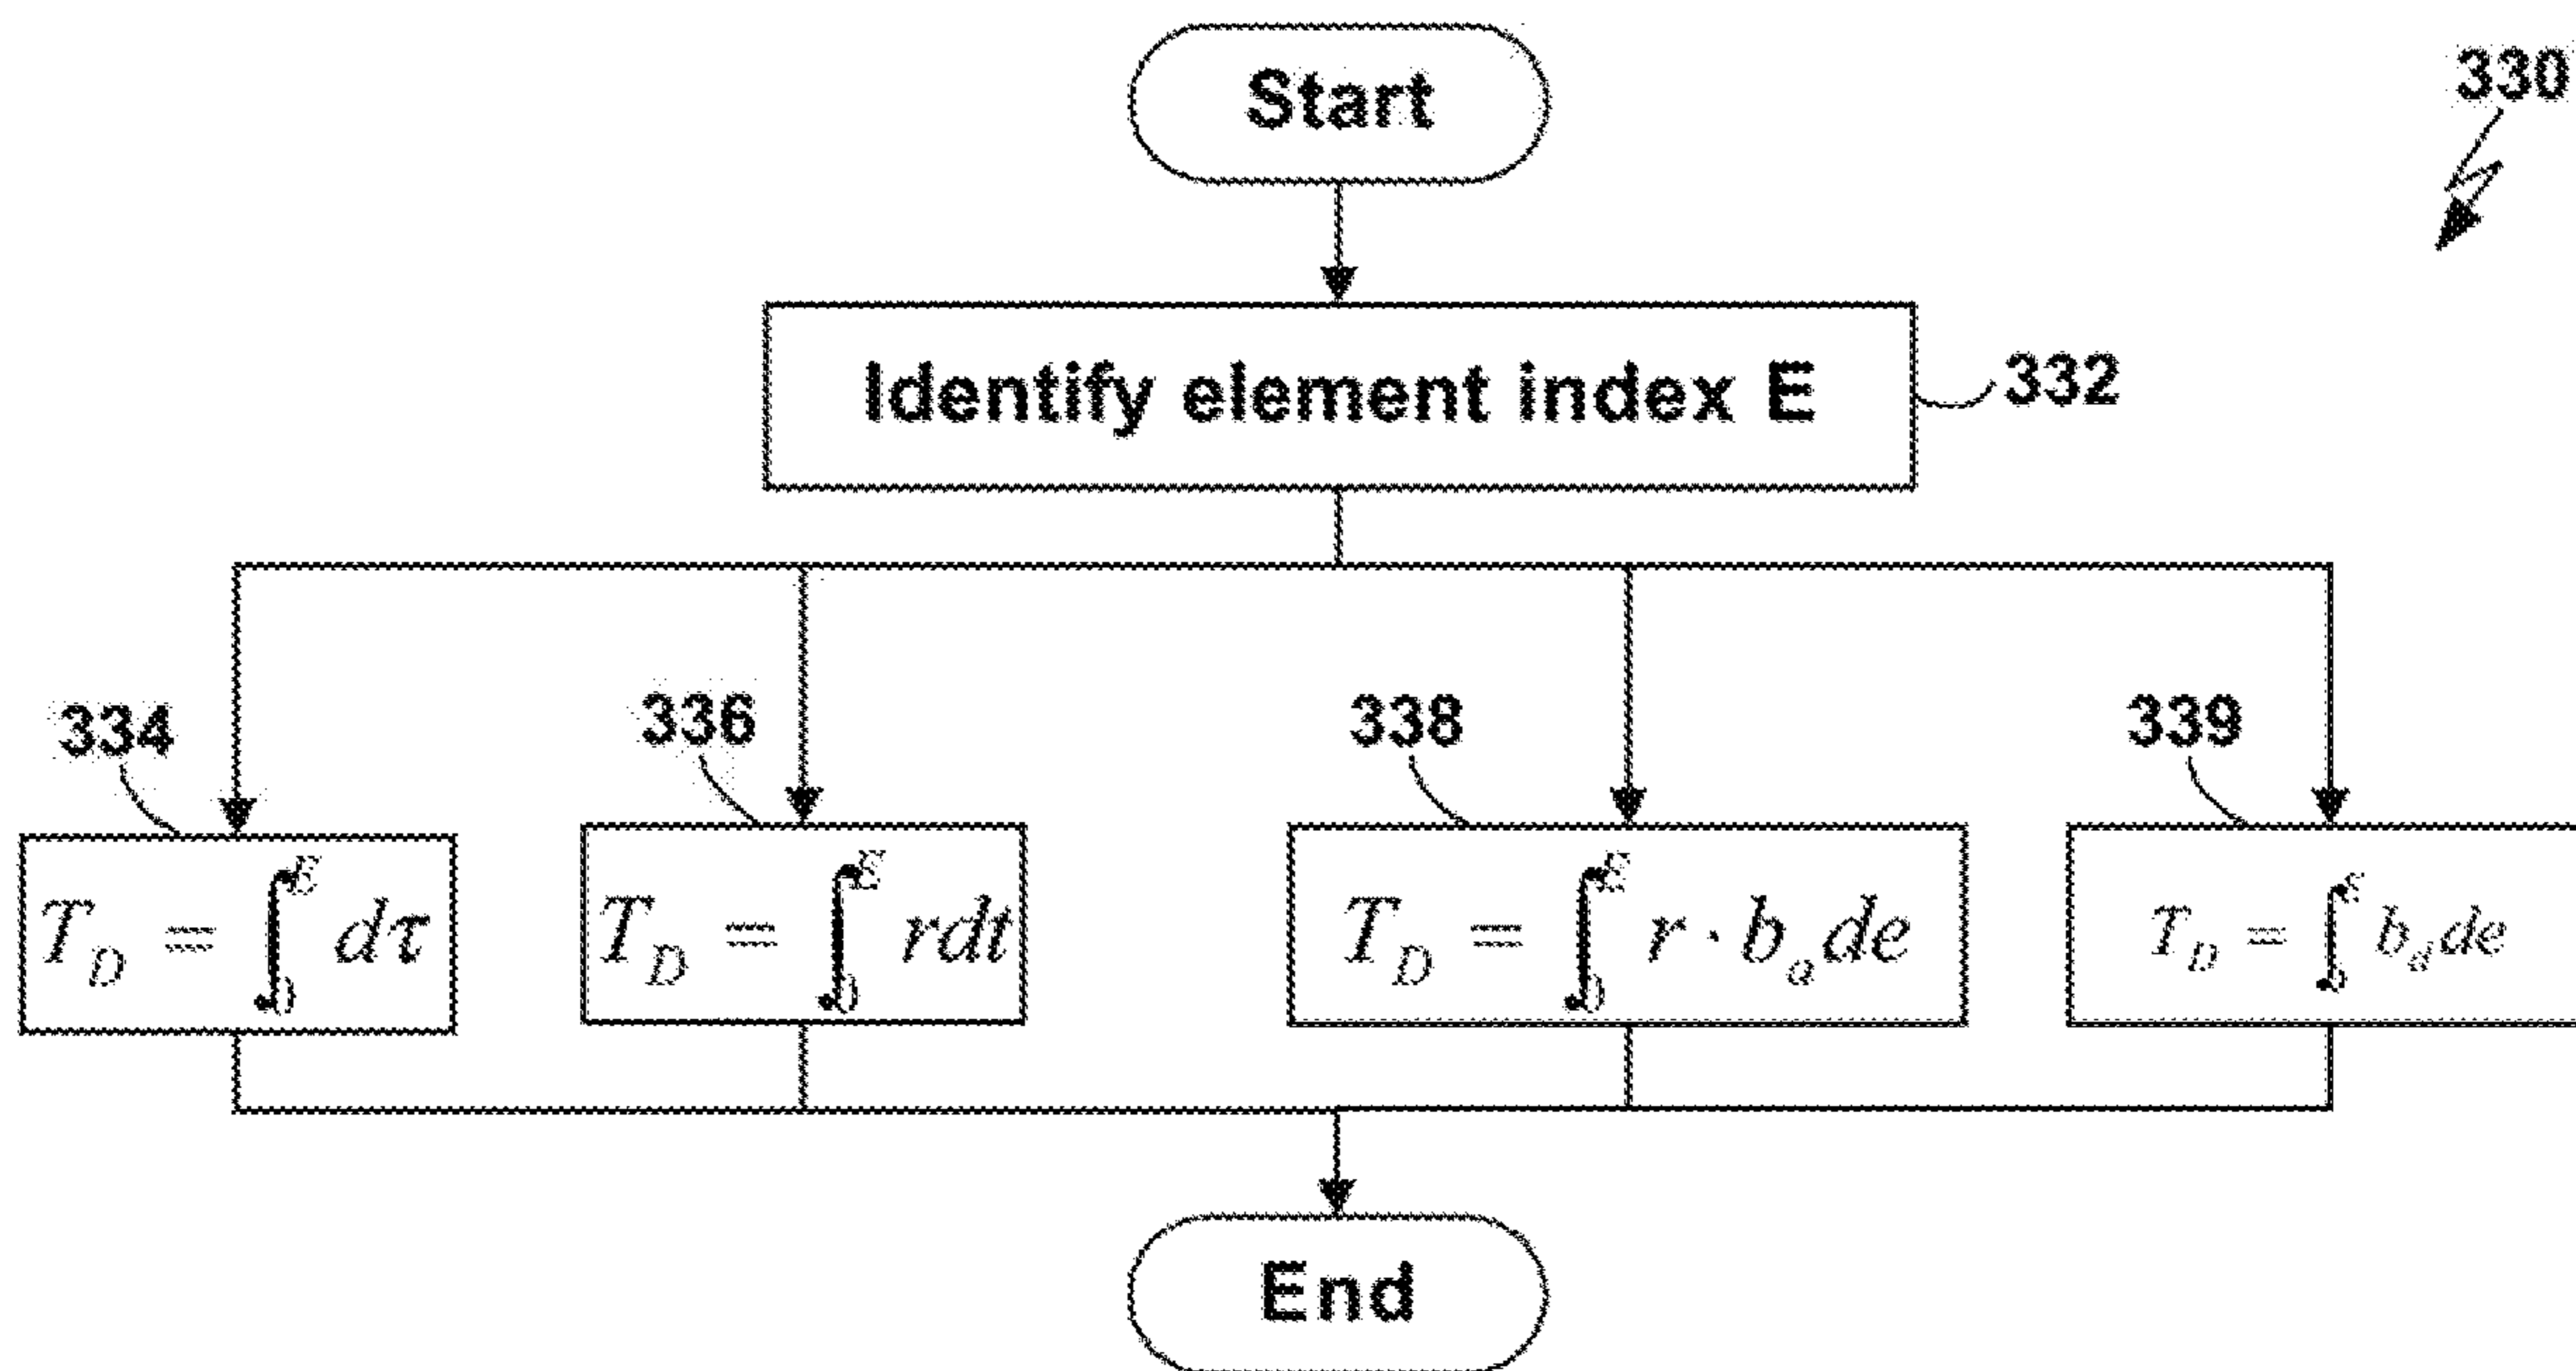 Start
330
Identify element index E
332
334
336
338
339
T_D = ∫_0^E dτ
T_D = ∫_0^E rdt
T_D = ∫_0^E r · b_a de
T_D = ∫_0^E b_d de
End